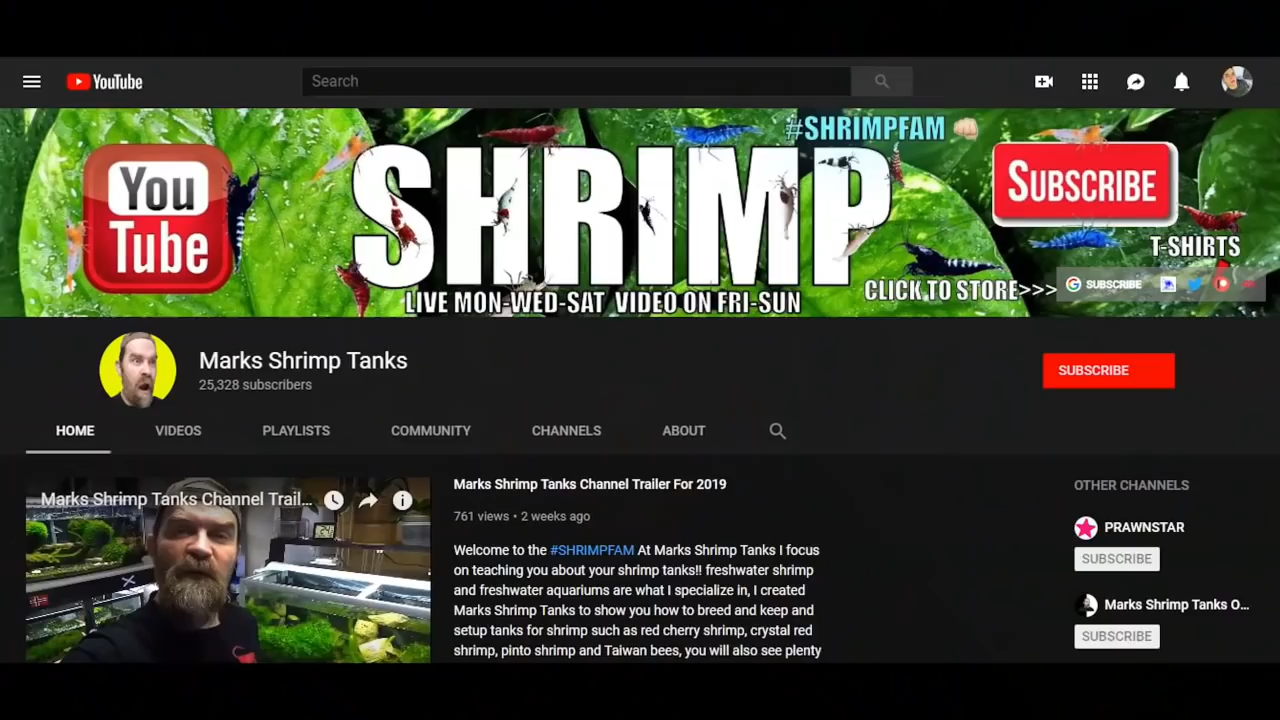 YouTube
Search
#SHRIMPFAM
You
Tube
SHRIMP
SUBSCRIBE
T-SHIRTS
LIVE MON-WED-SAT VIDEO ON FRI-SUN
CLICK TO STORE>>>
SUBSCRIBE
Marks Shrimp Tanks
25,328 subscribers
SUBSCRIBE
HOME VIDEOS PLAYLISTS COMMUNITY CHANNELS ABOUT
Marks Shrimp Tanks Channel Trail...
Marks Shrimp Tanks Channel Trailer For 2019
761 views • 2 weeks ago
Welcome to the #SHRIMPFAM At Marks Shrimp Tanks I focus
on teaching you about your shrimp tanks!! freshwater shrimp
and freshwater aquariums are what I specialize in, I created
Marks Shrimp Tanks to show you how to breed and keep and
setup tanks for shrimp such as red cherry shrimp, crystal red
shrimp, pinto shrimp and Taiwan bees, you will also see plenty
OTHER CHANNELS
PRAWNSTAR
SUBSCRIBE
Marks Shrimp Tanks O...
SUBSCRIBE